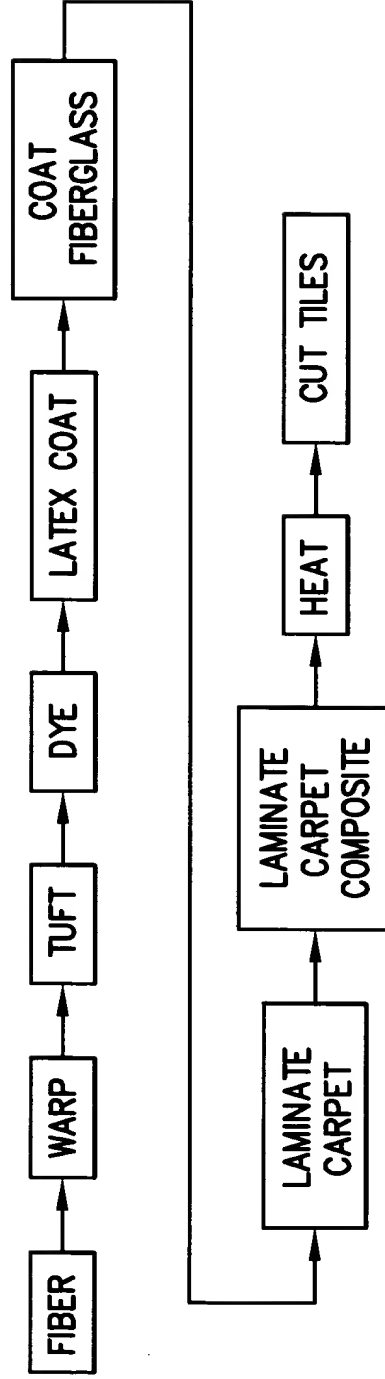 FIBER
WARP
TUFT
DYE
LATEX COAT
COAT
FIBERGLASS
LAMINATE
CARPET
LAMINATE
CARPET
COMPOSITE
HEAT
CUT TILES